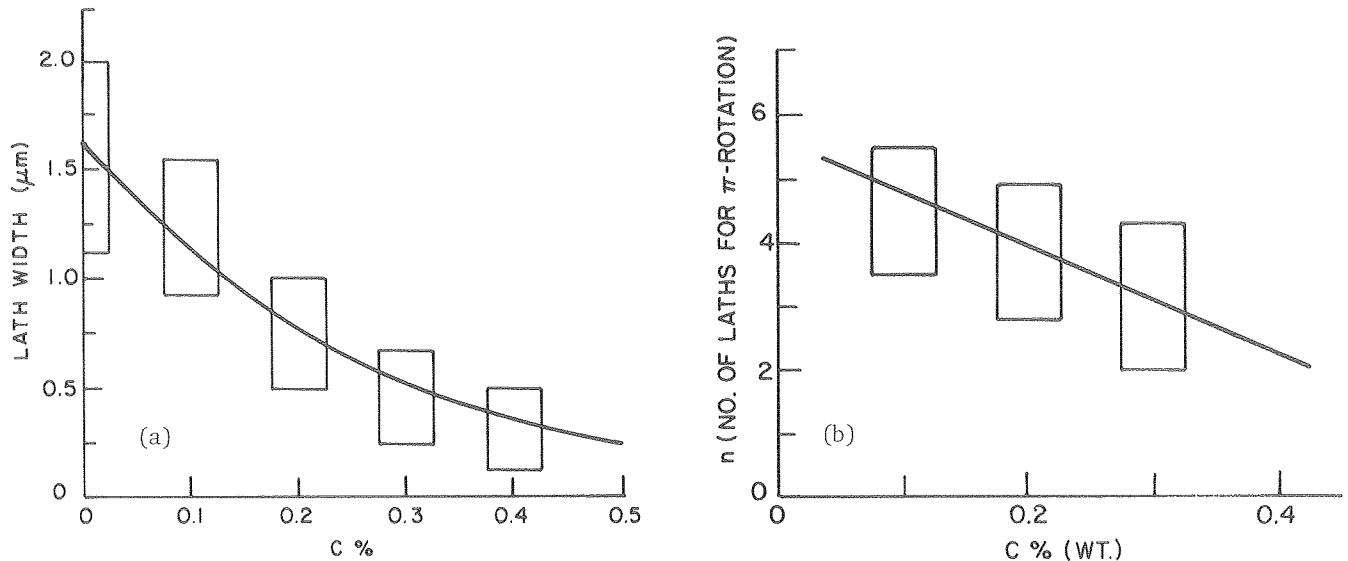 LATH WIDTH (μm)
2.0
1.5
1.0
0.5
0
(a)
0 0.1 0.2 0.3 0.4 0.5
C %
n (NO. OF LATHS FOR π-ROTATION)
6
4
2
0
(b)
0 0.2 0.4
C % (WT.)